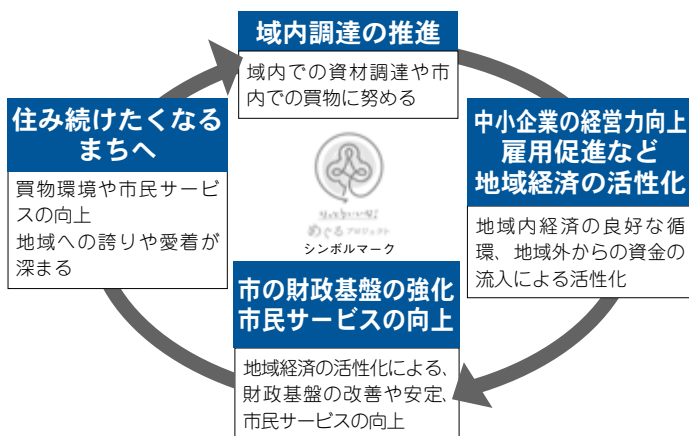 域内調達の推進
域内での資材調達や市
内での買物に努める
中小企業の経営力向上
雇用促進など
地域経済の活性化
地域内経済の良好な循
環、地域外からの資金の
流入による活性化
市の財政基盤の強化
市民サービスの向上
地域経済の活性化による、
財政基盤の改善や安定、
市民サービスの向上
住み続けたくなる
まちへ
買物環境や市民サービ
スの向上
地域への誇りや愛着が
深まる
めぐるプロジェクト
シンボルマーク